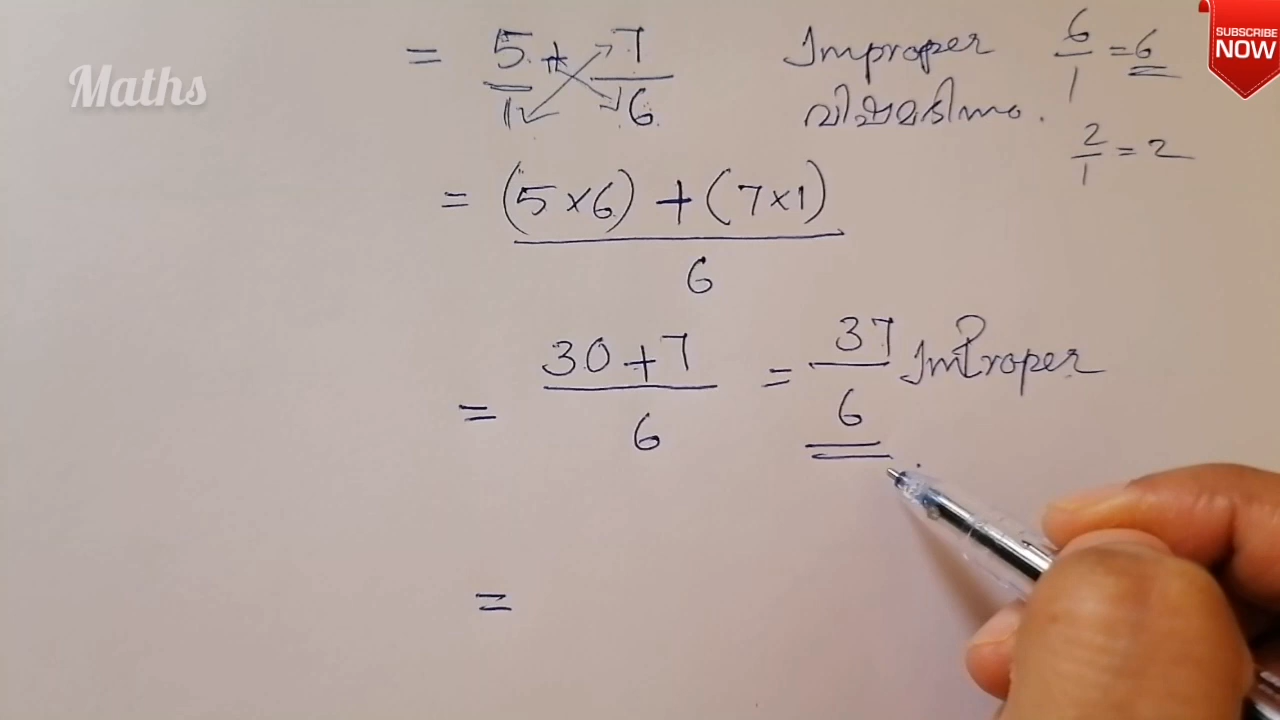 Maths
SUBSCRIBE
NOW
= 5/1 + 7/6 Improper 6/1 = 6
വിഷമഭിന്നം. 2/1 = 2
= (5×6) + (7×1)
6
= 30+7 / 6 = 37/6 Improper
=